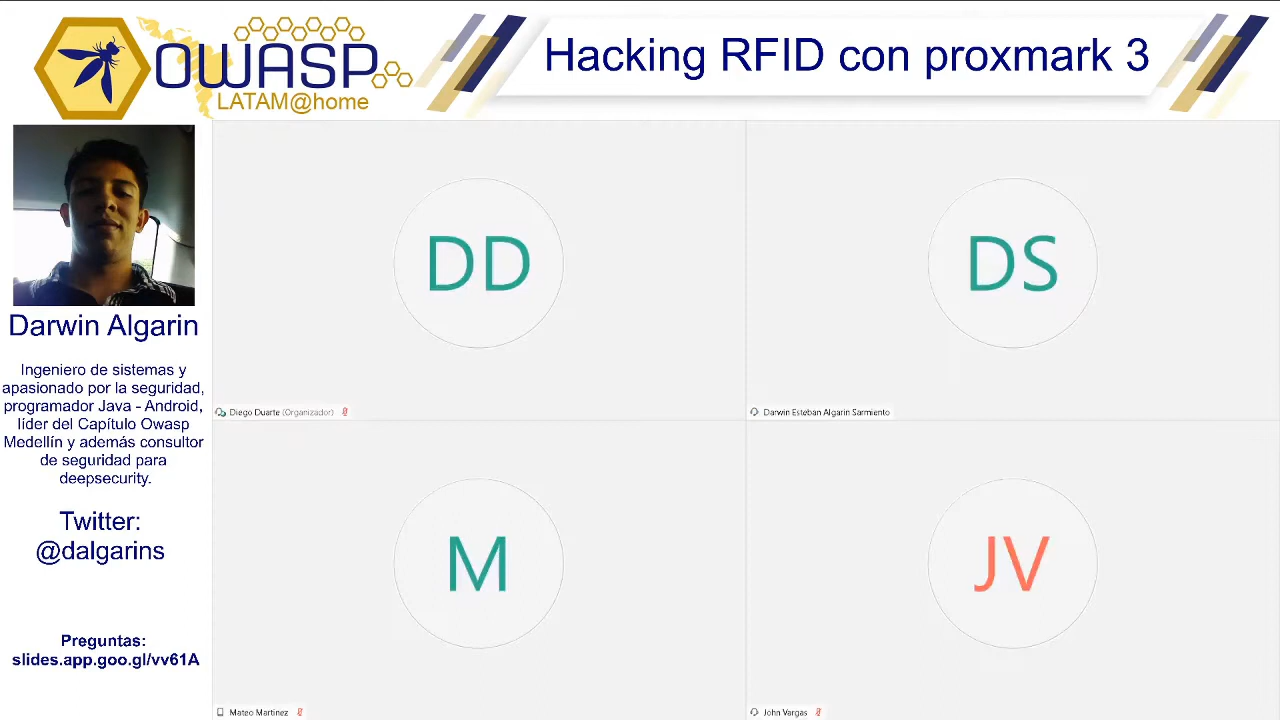 OWASP
LATAM@home
Hacking RFID con proxmark 3
Darwin Algarin
Ingeniero de sistemas y
apasionado por la seguridad,
programador Java - Android,
líder del Capítulo Owasp
Medellín y además consultor
de seguridad para
deepsecurity.
Twitter:
@dalgarins
Preguntas:
slides.app.goo.gl/vv61A
DD
Diego Duarte (Organizador)
DS
Darwin Esteban Algarin Sarmiento
M
Mateo Martinez
JV
John Vargas